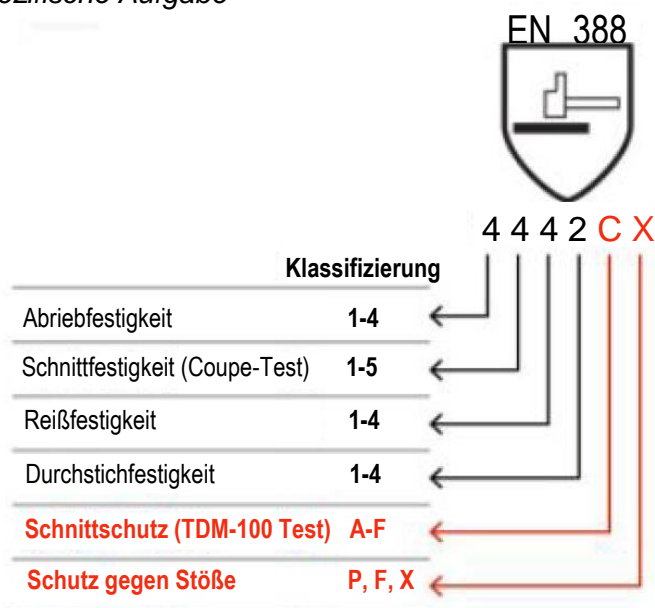 Aufgabe
EN 388
4 4 4 2 C X
Klassifizierung
Abriebfestigkeit 1-4
Schnittfestigkeit (Coupe-Test) 1-5
Reißfestigkeit 1-4
Durchstichfestigkeit 1-4
Schnittschutz (TDM-100 Test) A-F
Schutz gegen Stöße P, F, X